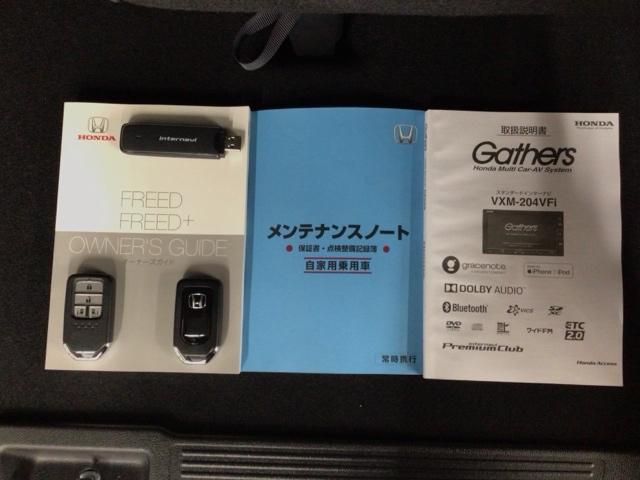 HONDA
internavi
FREED
FREED+
OWNER'S GUIDE
オーナーズガイド
メンテナンスノート
● 保証書・点検整備記録簿 ●
自家用乗用車
常時携行
取扱説明書
HONDA
Gathers
Honda Multi Car-AV System
スタンダードインターナビ
VXM-204VFi
Gathers
gracenote
iPhone iPod
DOLBY AUDIO
Bluetooth
VICS
DVD
ワイドFM
ETC 2.0
internavi
PremiumClub
Honda Access